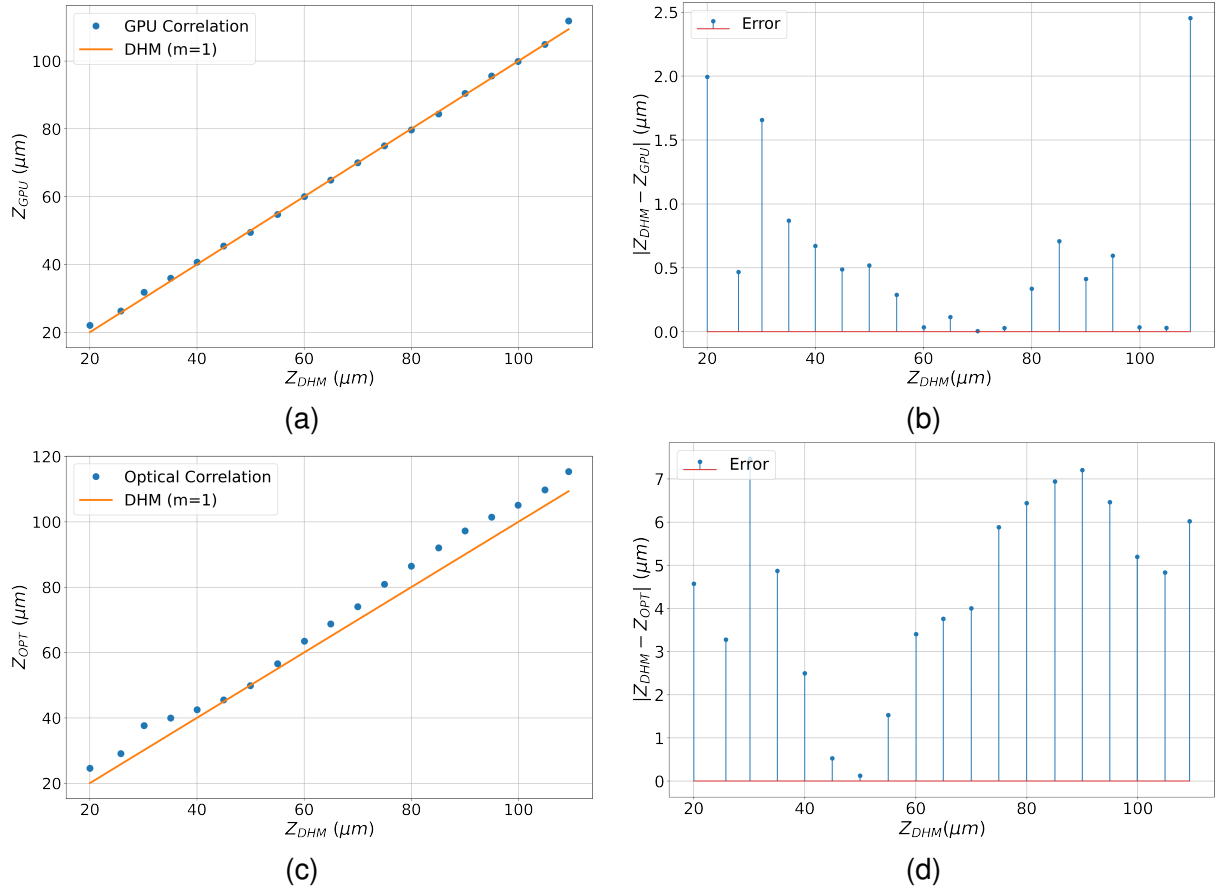 GPU Correlation
DHM (m=1)
100
80
60
40
20
Z_GPU (μm)
20 40 60 80 100
Z_DHM (μm)
(a)
Error
2.5
2.0
1.5
1.0
0.5
0.0
|Z_DHM − Z_GPU| (μm)
20 40 60 80 100
Z_DHM(μm)
(b)
Optical Correlation
DHM (m=1)
120
100
80
60
40
20
Z_OPT (μm)
20 40 60 80 100
Z_DHM (μm)
(c)
Error
7
6
5
4
3
2
1
0
|Z_DHM − Z_OPT| (μm)
20 40 60 80 100
Z_DHM(μm)
(d)